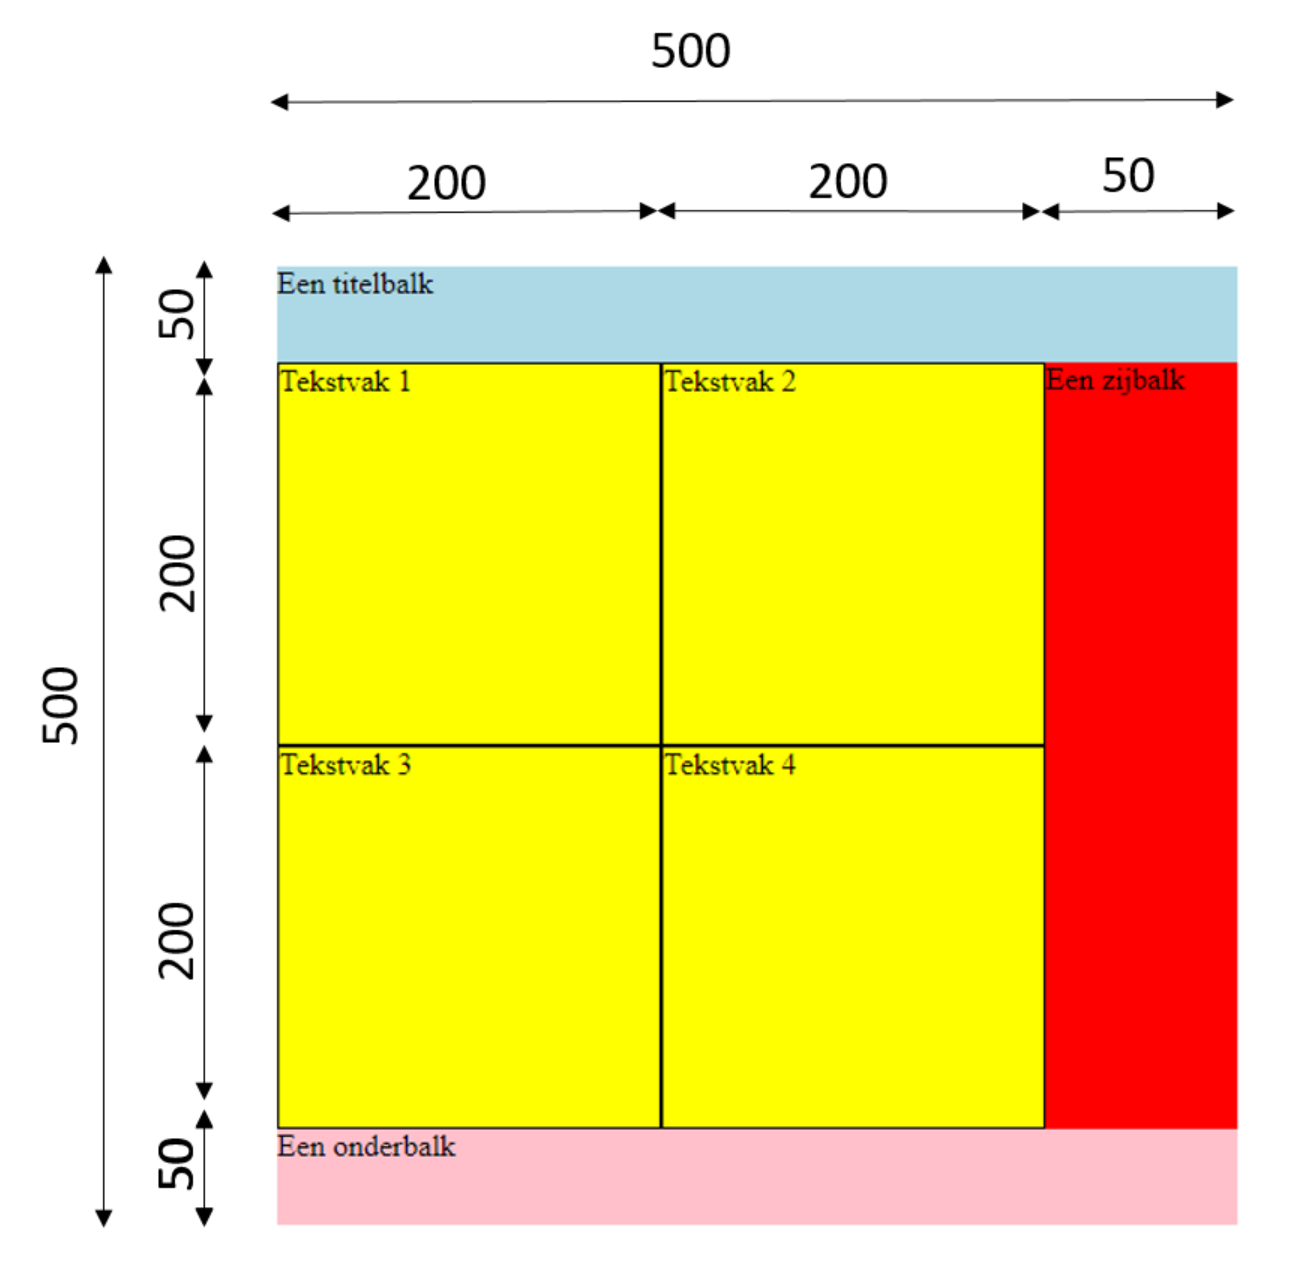 500
200
200
50
50
Een titelbalk
Tekstvak 1
Tekstvak 2
Een zijbalk
200
500
Tekstvak 3
Tekstvak 4
200
50
Een onderbalk